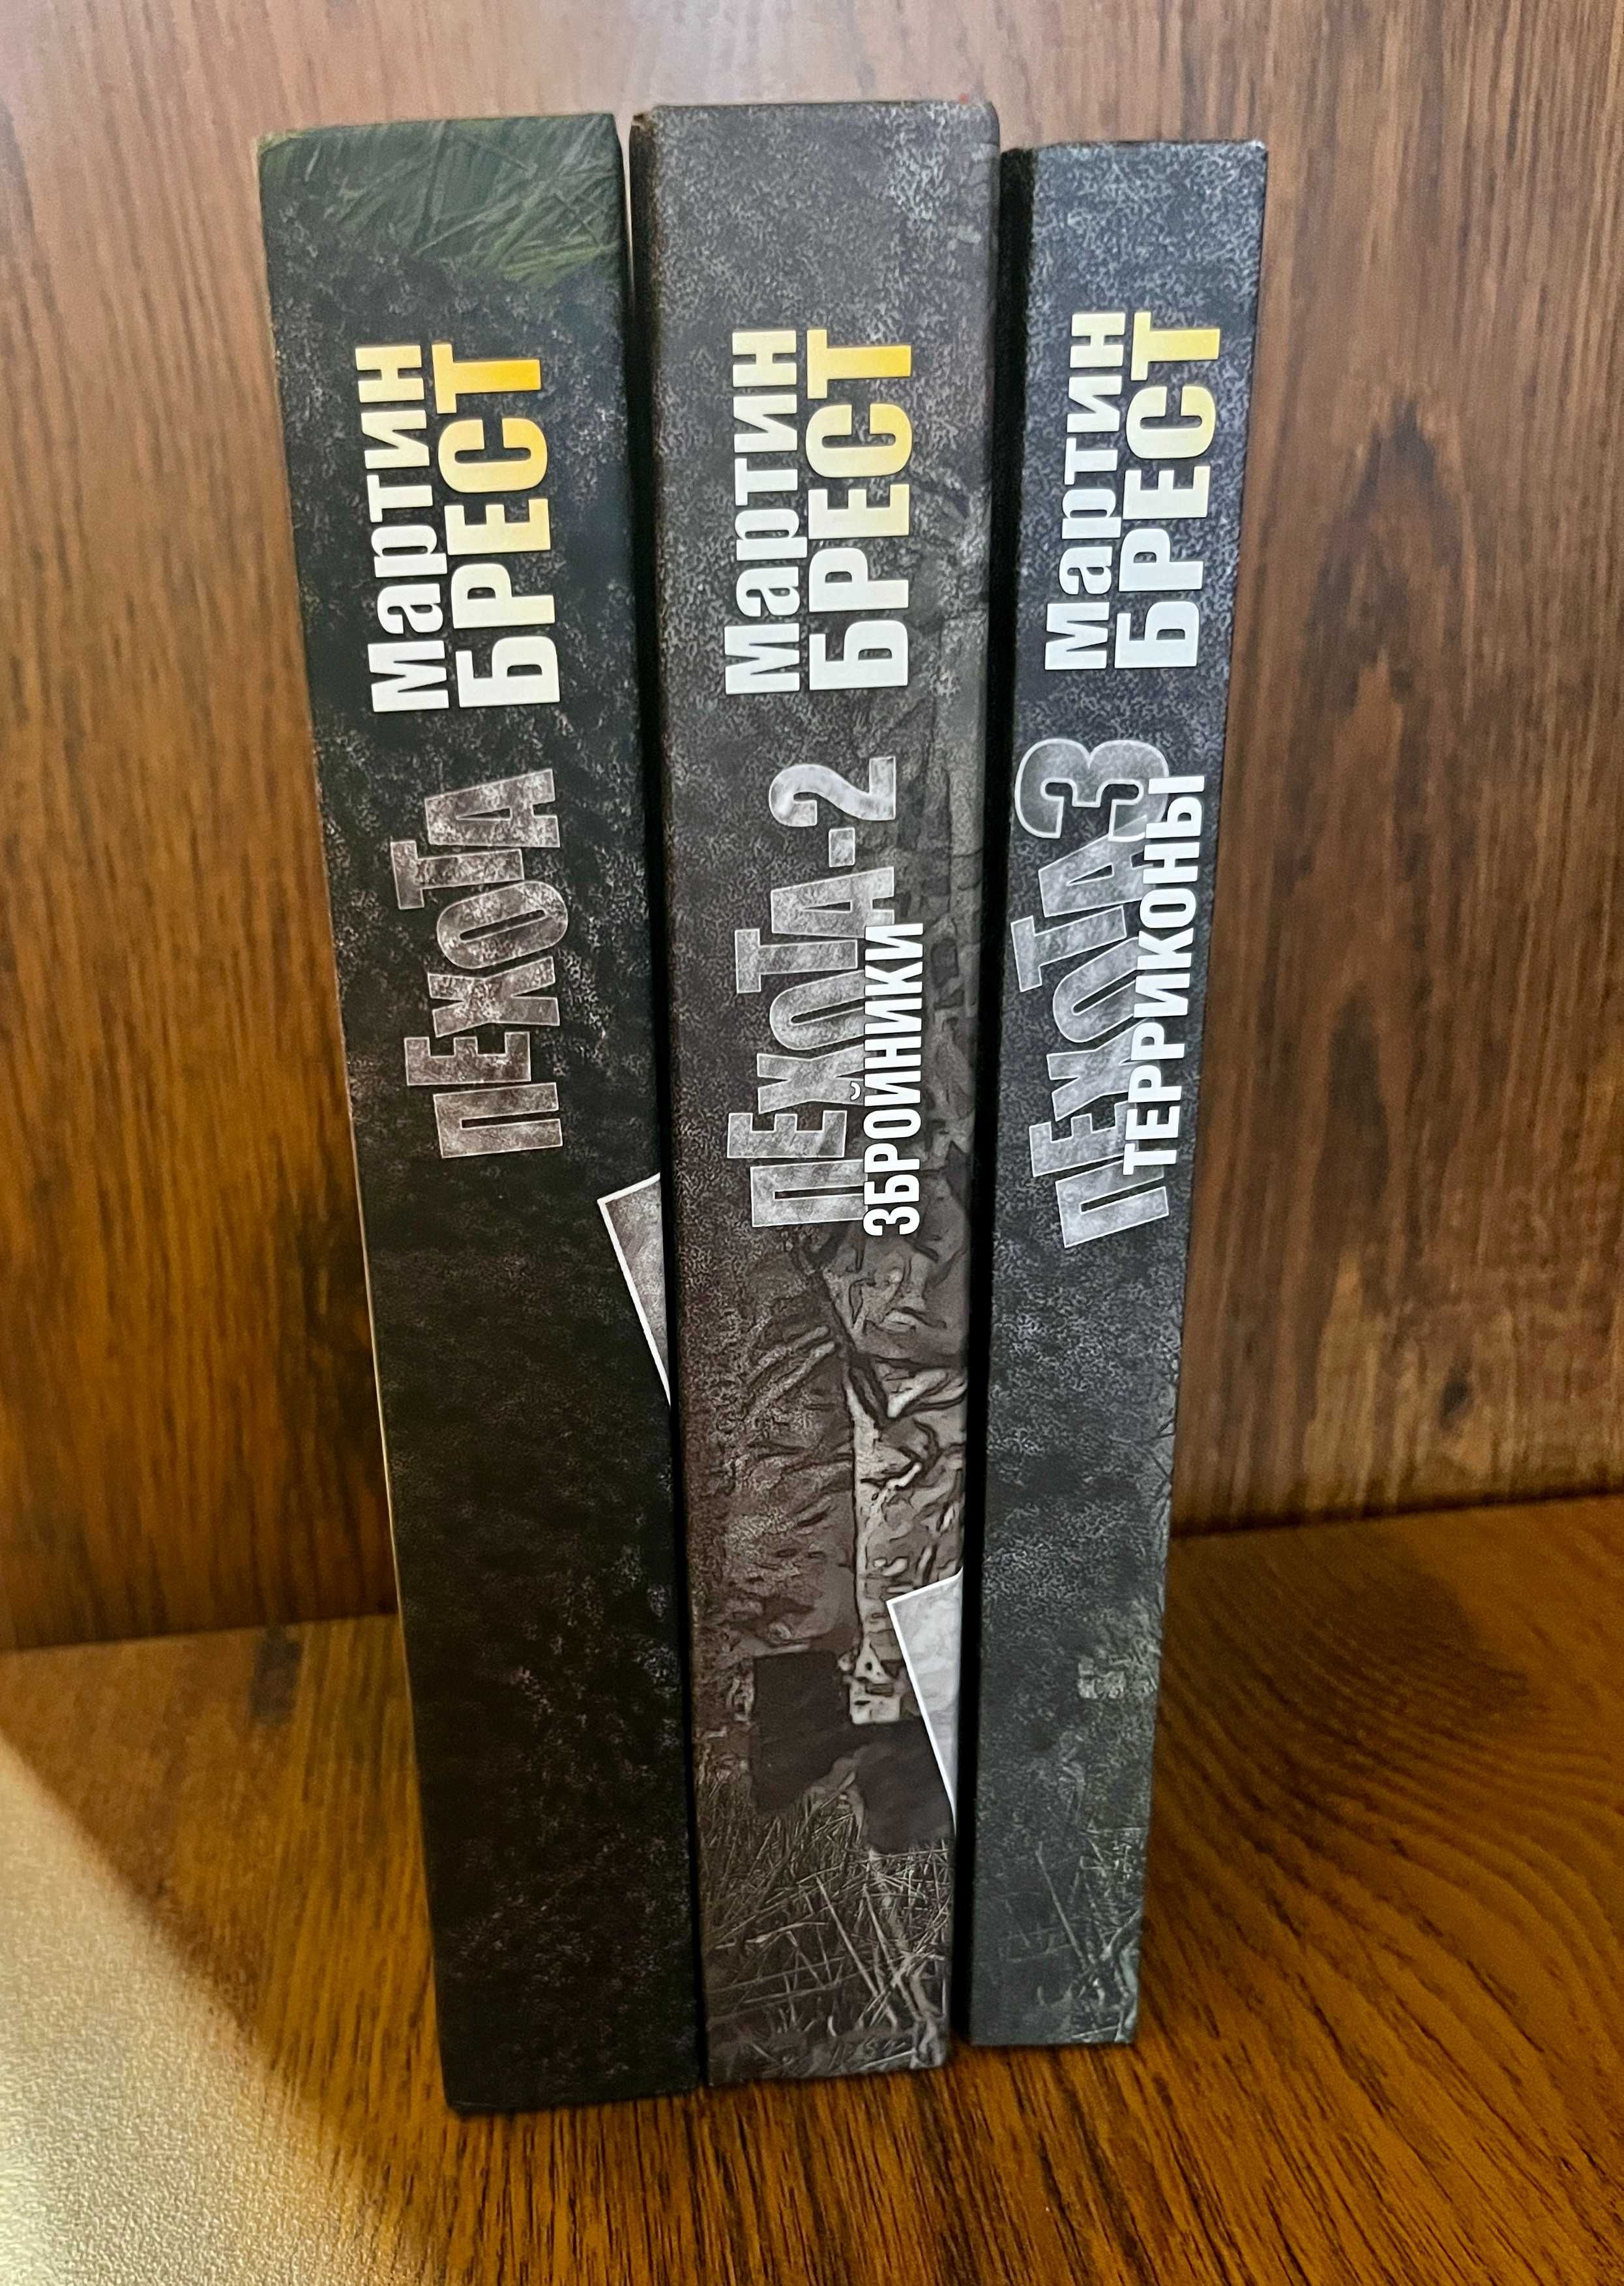 Мартин
БРЕСТ
ПЕХОТА
Мартин
БРЕСТ
ПЕХОТА-2
ЗБРОЙНИКИ
Мартин
БРЕСТ
ПЕХОТА 3
ТЕРРИКОНЫ